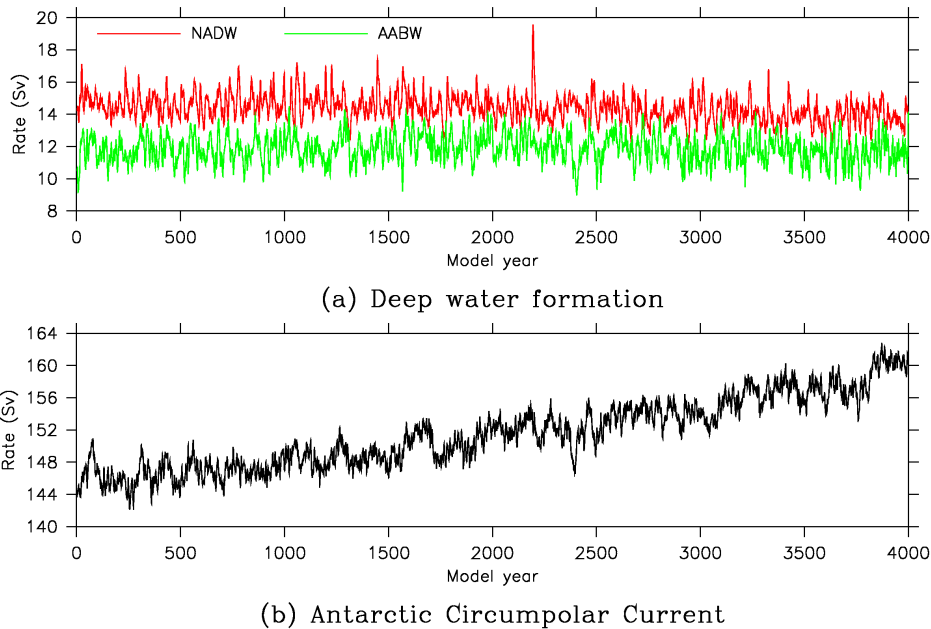 20
18
16
14
12
10
8
Rate (Sv)
NADW AABW
0 500 1000 1500 2000 2500 3000 3500 4000
Model year
(a) Deep water formation
164
160
156
152
148
144
140
Rate (Sv)
0 500 1000 1500 2000 2500 3000 3500 4000
Model year
(b) Antarctic Circumpolar Current